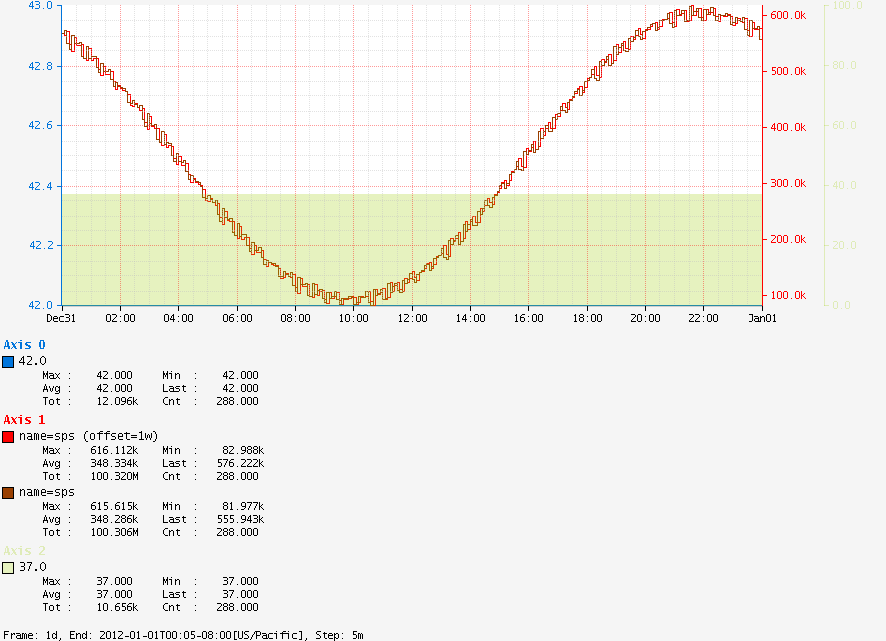 43.0
42.8
42.6
42.4
42.2
42.0
600.0k
500.0k
400.0k
300.0k
200.0k
100.0k
100.0
80.0
60.0
40.0
20.0
0.0
Dec31 02:00 04:00 06:00 08:00 10:00 12:00 14:00 16:00 18:00 20:00 22:00 Jan01
Axis 0
42.0
Max : 42.000 Min : 42.000
Avg : 42.000 Last : 42.000
Tot : 12.096k Cnt : 288.000
Axis 1
name=sps (offset=1w)
Max : 616.112k Min : 82.988k
Avg : 348.334k Last : 576.222k
Tot : 100.320M Cnt : 288.000
name=sps
Max : 615.615k Min : 81.977k
Avg : 348.286k Last : 555.943k
Tot : 100.306M Cnt : 288.000
Axis 2
37.0
Max : 37.000 Min : 37.000
Avg : 37.000 Last : 37.000
Tot : 10.656k Cnt : 288.000
Frame: 1d, End: 2012-01-01T00:05-08:00[US/Pacific], Step: 5m